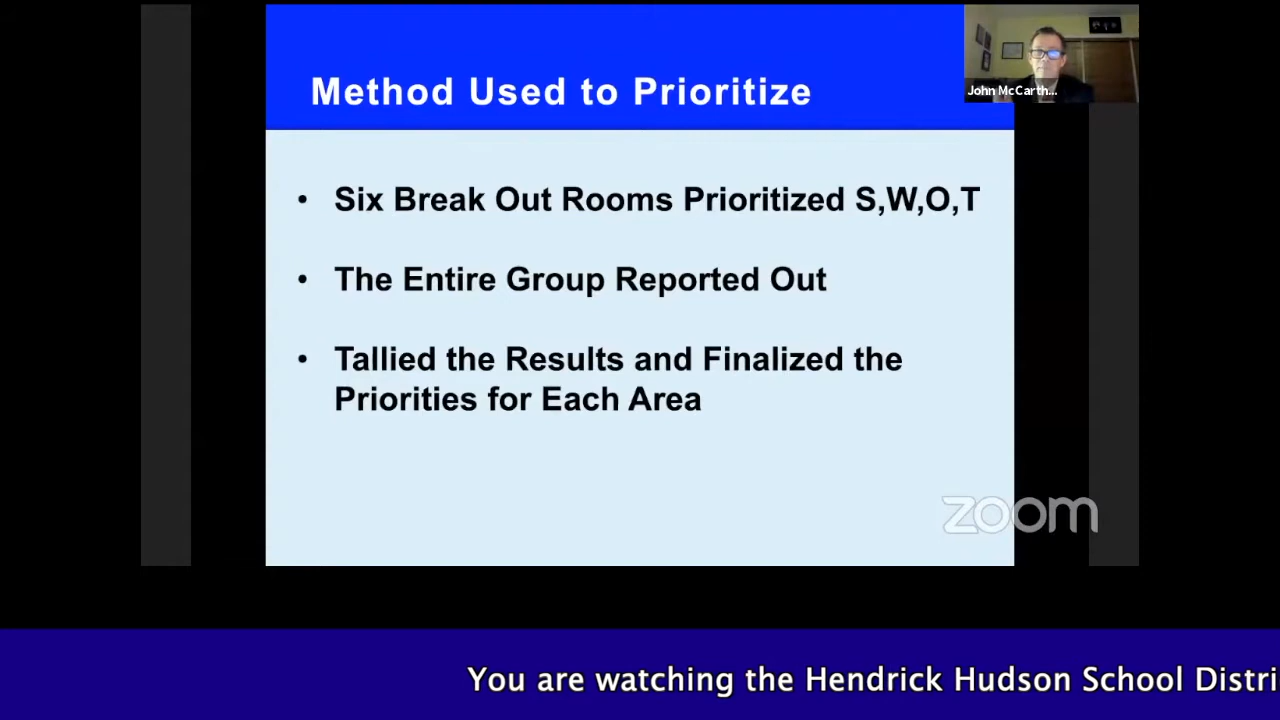 Method Used to Prioritize
John McCarth...
• Six Break Out Rooms Prioritized S,W,O,T
• The Entire Group Reported Out
• Tallied the Results and Finalized the
Priorities for Each Area
zoom
You are watching the Hendrick Hudson School Distri